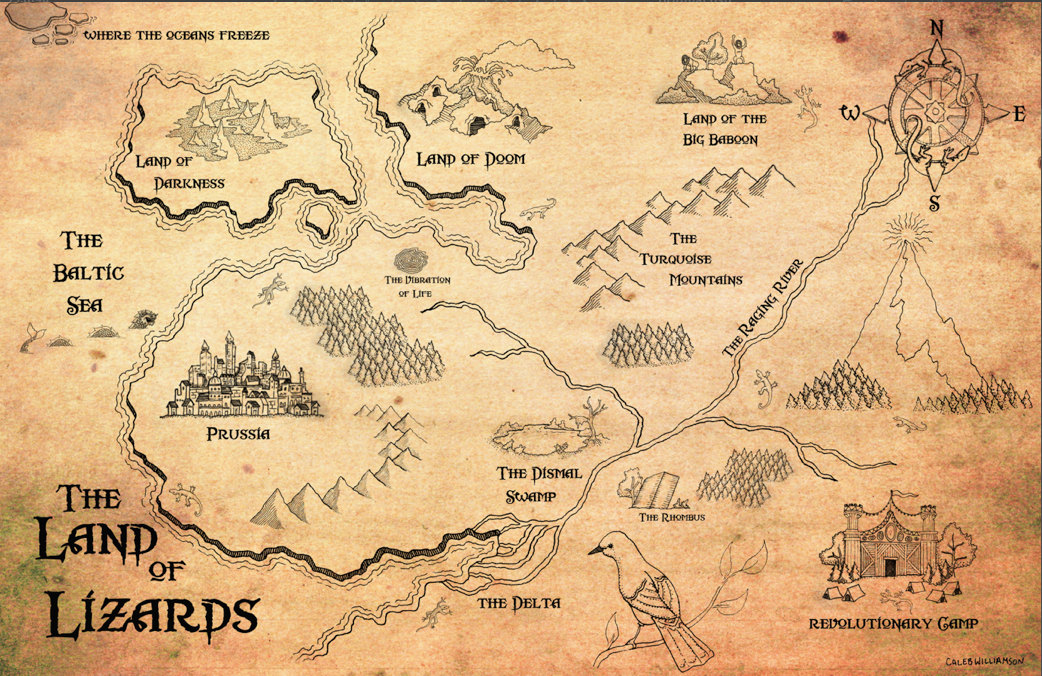 WHERE THE OCEANS FREEZE
N
W
E
S
LAND OF
DARKNESS
LAND OF DOOM
LAND OF THE
BIG BABOON
THE
BALTIC
SEA
THE VIBRATION
OF LIFE
THE
TURQUOISE
MOUNTAINS
THE RAGING RIVER
PRUSSIA
THE DISMAL
SWAMP
THE RHOMBUS
THE
LAND
OF
LIZARDS
THE DELTA
REVOLUTIONARY CAMP
CALEB WILLIAMSON